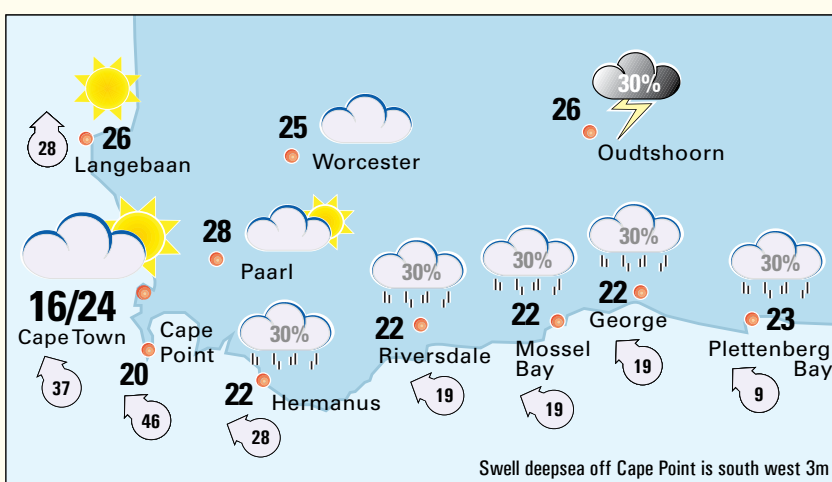 30%
26
Oudtshoorn
26
Langebaan
28
25
Worcester
28
Paarl
16/24
Cape Town
37
Cape
Point
20
46
30%
22
Hermanus
28
30%
22
Riversdale
19
30%
22
Mossel
Bay
19
30%
22
George
19
30%
23
Plettenberg
Bay
9
Swell deepsea off Cape Point is south west 3m